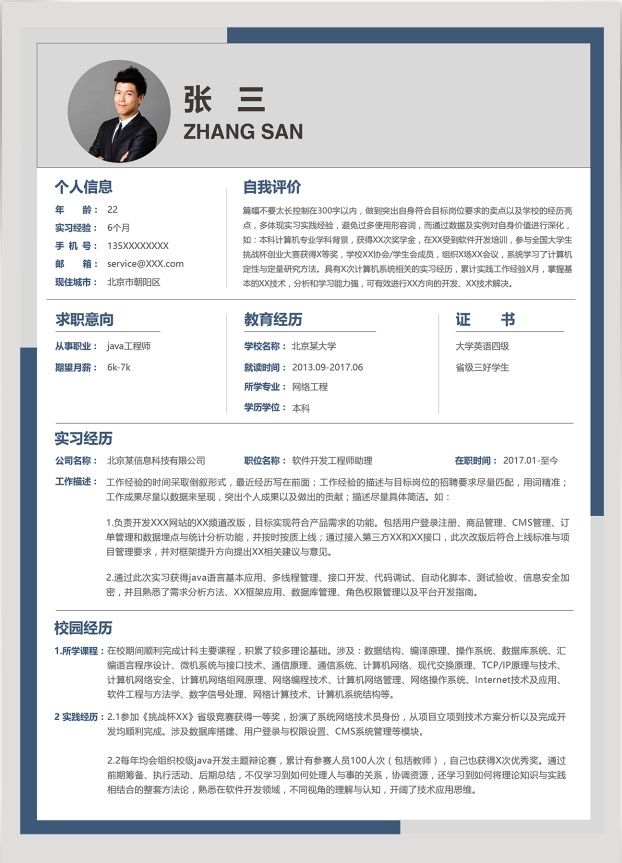 张 三
ZHANG SAN
个人信息
年 龄： 22
实习经验： 6个月
手 机 号： 135XXXXXXXX
邮 箱： service@XXX.com
现住城市： 北京市朝阳区
自我评价
篇幅不要太长控制在300字以内，做到突出自身符合目标岗位要求的卖点以及学校的经历亮
点，多体现实习实践经验，避免过多使用形容词，而通过数据及实例对自身价值进行深化，
如：本科计算机专业学科背景，获得XX次奖学金，在XX受到软件开发培训，参与全国大学生
挑战杯创业大赛获得X等奖，学校XX协会/学生会成员，组织X场XX会议，系统学习了计算机
定性与定量研究方法。具有X次计算机系统相关的实习经历，累计实践工作经验X月，掌握基
本的XX技术，分析和学习能力强，可有效进行XX方向的开发、XX技术解决。
求职意向
从事职业： java工程师
期望月薪： 6k-7k
教育经历
学校名称： 北京某大学
就读时间： 2013.09-2017.06
所学专业： 网络工程
学历学位： 本科
证 书
大学英语四级
省级三好学生
实习经历
公司名称： 北京某信息科技有限公司 职位名称： 软件开发工程师助理 在职时间： 2017.01-至今
工作描述： 工作经验的时间采取倒叙形式，最近经历写在前面；工作经验的描述与目标岗位的招聘要求尽量匹配，用词精准；
工作成果尽量以数据来呈现，突出个人成果以及做出的贡献；描述尽量具体简洁。如：
1.负责开发XXX网站的XX频道改版，目标实现符合产品需求的功能。包括用户登录注册、商品管理、CMS管理、订
单管理和数据埋点与统计分析功能，并按时按质上线；通过接入第三方XX和XX接口，此次改版后符合上线标准与项
目管理要求，并对框架提升方向提出XX相关建议与意见。
2.通过此次实习获得java语言基本应用、多线程管理、接口开发、代码调试、自动化脚本、测试验收、信息安全加
密，并且熟悉了需求分析方法、XX框架应用、数据库管理、角色权限管理以及平台开发指南。
校园经历
1.所学课程：在校期间顺利完成计科主要课程，积累了较多理论基础。涉及：数据结构、编译原理、操作系统、数据库系统、汇
编语言程序设计、微机系统与接口技术、通信原理、通信系统、计算机网络、现代交换原理、TCP/IP原理与技术、
计算机网络安全、计算机网络组网原理、网络编程技术、计算机网络管理、网络操作系统、Internet技术及应用、
软件工程与方法学、数字信号处理、网格计算技术、计算机系统结构等。
2 实践经历：2.1参加《挑战杯XX》省级竞赛获得一等奖，扮演了系统网络技术员身份，从项目立项到技术方案分析以及完成开
发均顺利完成。涉及数据库搭建、用户登录与权限设置、CMS系统管理等模块。
2.2每年均会组织校级java开发主题辩论赛，累计有参赛人员100人次（包括教师），自己也获得X次优秀奖。通过
前期筹备、执行活动、后期总结，不仅学习到如何处理人与事的关系，协调资源，还学习到如何将理论知识与实践
相结合的整套方法论，熟悉在软件开发领域，不同视角的理解与认知，开阔了技术应用思维。